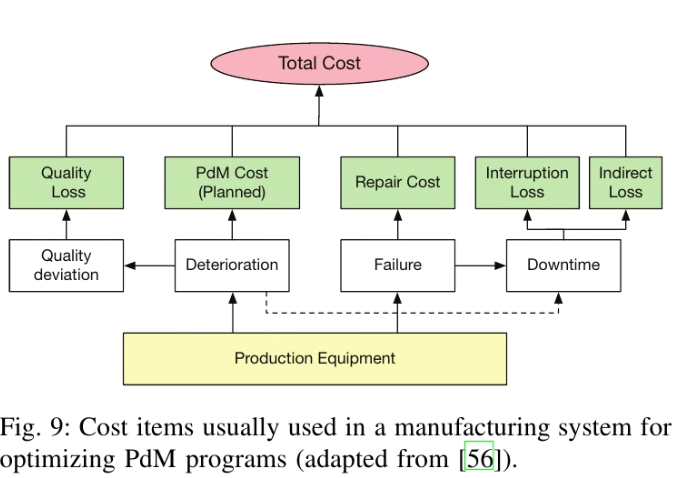 Total Cost
Quality
Loss
PdM Cost
(Planned)
Repair Cost
Interruption
Loss
Indirect
Loss
Quality
deviation
Deterioration
Failure
Downtime
Production Equipment
Fig. 9: Cost items usually used in a manufacturing system for
optimizing PdM programs (adapted from [56]).